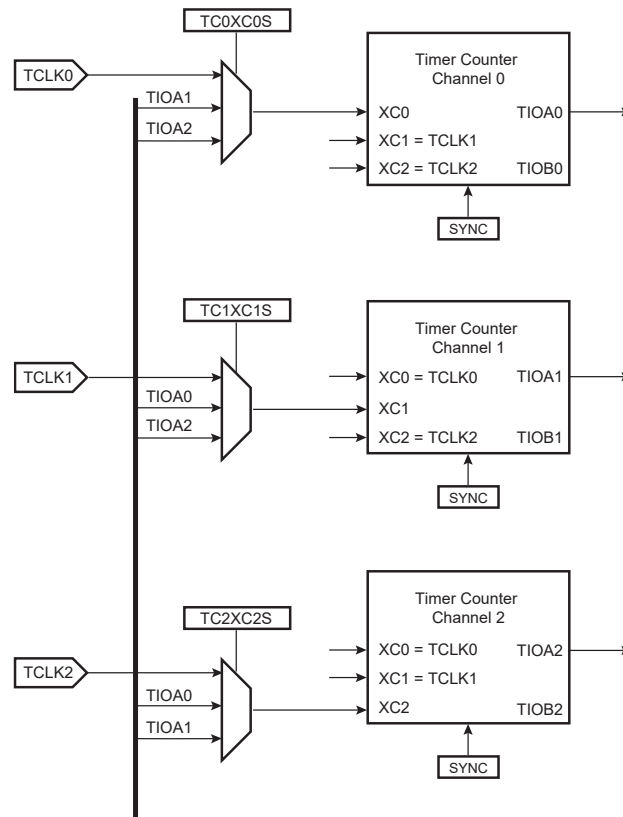 TC0XC0S
TCLK0
TIOA1
TIOA2
Timer Counter
Channel 0
XC0
TIOA0
XC1 = TCLK1
XC2 = TCLK2
TIOB0
SYNC
TC1XC1S
TCLK1
TIOA0
TIOA2
Timer Counter
Channel 1
XC0 = TCLK0
TIOA1
XC1
XC2 = TCLK2
TIOB1
SYNC
TC2XC2S
TCLK2
TIOA0
TIOA1
Timer Counter
Channel 2
XC0 = TCLK0
TIOA2
XC1 = TCLK1
XC2
TIOB2
SYNC